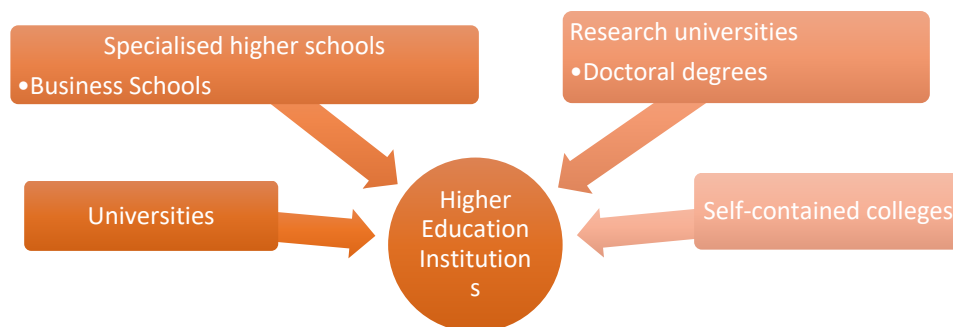 Specialised higher schools
•Business Schools
Research universities
•Doctoral degrees
Universities
Higher
Education
Institution
s
Self-contained colleges